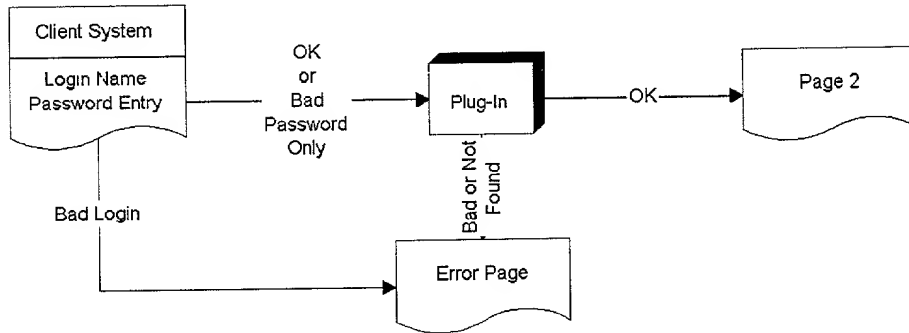 Client System
Login Name
Password Entry
OK
or
Bad
Password
Only
Plug-In
OK
Page 2
Bad or Not
Found
Bad Login
Error Page